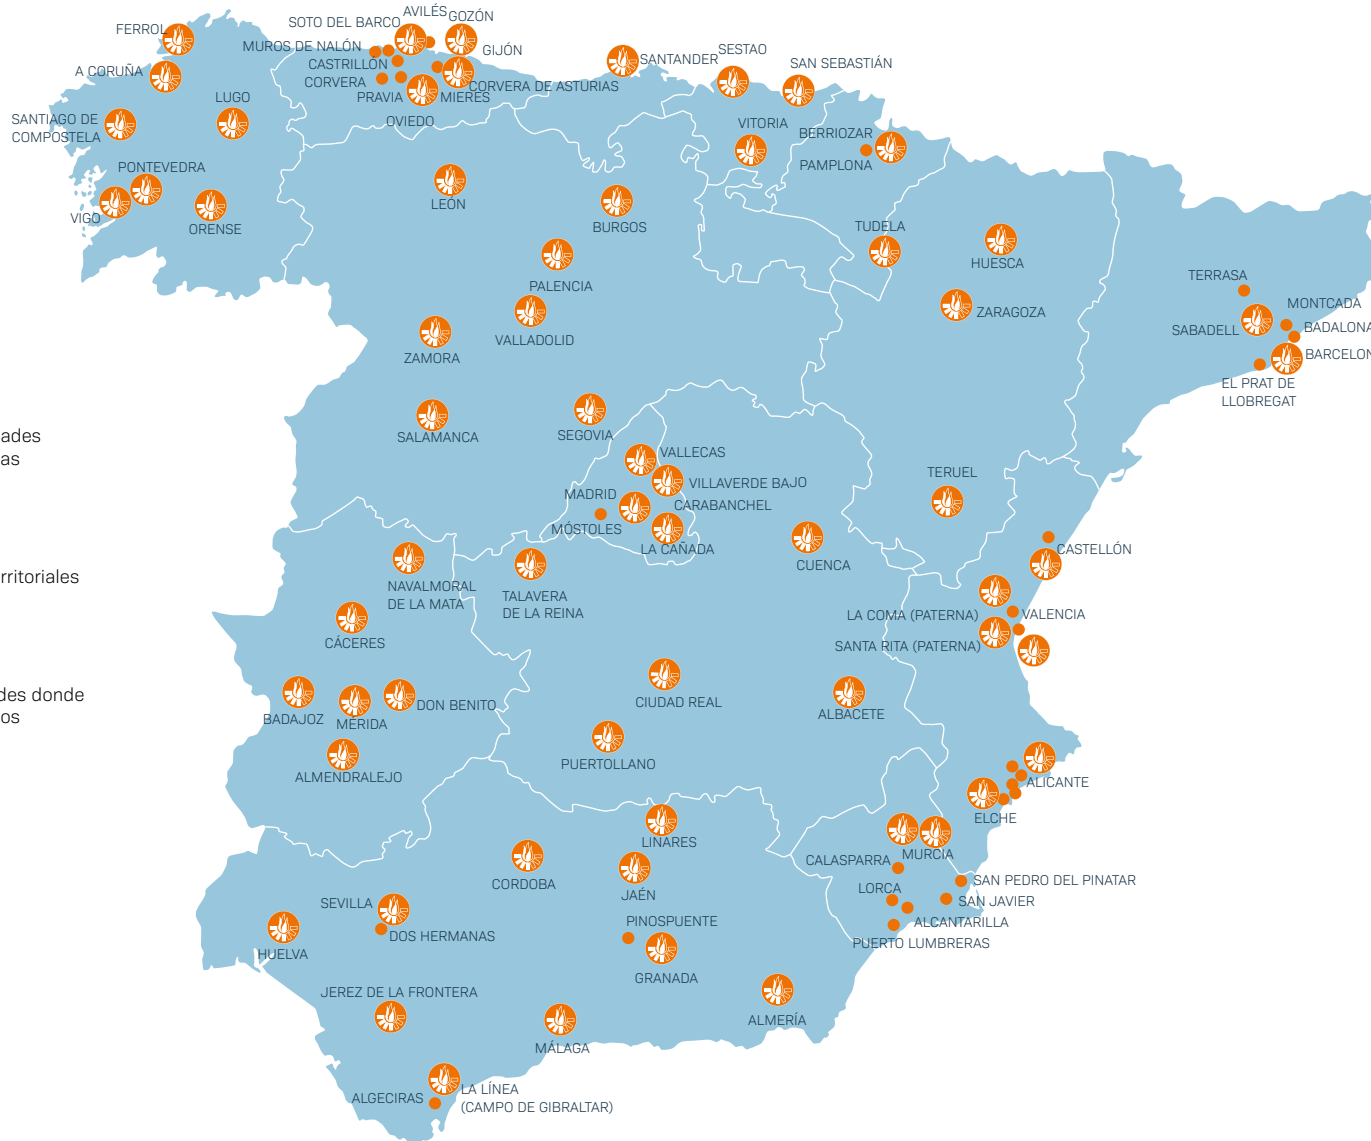 AVILÉS
GOZÓN
SOTO DEL BARCO
FERROL
MUROS DE NALÓN
GIJÓN
SESTAO
SANTANDER
SAN SEBASTIÁN
CASTRILLÓN
A CORUÑA
CORVERA
CORVERA DE ASTURIAS
PRAVIA
MIERES
LUGO
OVIEDO
SANTIAGO DE
COMPOSTELA
VITORIA
BERRIOZAR
PAMPLONA
PONTEVEDRA
LEÓN
VIGO
ORENSE
BURGOS
TUDELA
HUESCA
TERRASA
PALENCIA
MONTCADA
ZARAGOZA
SABADELL
BADALONA
VALLADOLID
ZAMORA
BARCELON
EL PRAT DE
LLOBREGAT
SALAMANCA
SEGOVIA
ades
as
VALLECAS
TERUEL
VILLAVERDE BAJO
MADRID
CARABANCHEL
MÓSTOLES
LA CAÑADA
CASTELLÓN
CUENCA
rritoriales
NAVALMORAL
DE LA MATA
TALAVERA
DE LA REINA
LA COMA (PATERNA)
VALENCIA
CÁCERES
SANTA RITA (PATERNA)
des donde
os
CIUDAD REAL
DON BENITO
BADAJOZ
MÉRIDA
ALBACETE
PUERTOLLANO
ALMENDRALEJO
ALICANTE
ELCHE
LINARES
MURCIA
CALASPARRA
CORDOBA
JAÉN
SAN PEDRO DEL PINATAR
LORCA
SEVILLA
SAN JAVIER
PINOSPUENTE
ALCANTARILLA
DOS HERMANAS
PUERTO LUMBRERAS
HUELVA
GRANADA
JEREZ DE LA FRONTERA
ALMERÍA
MÁLAGA
LA LÍNEA
(CAMPO DE GIBRALTAR)
ALGECIRAS